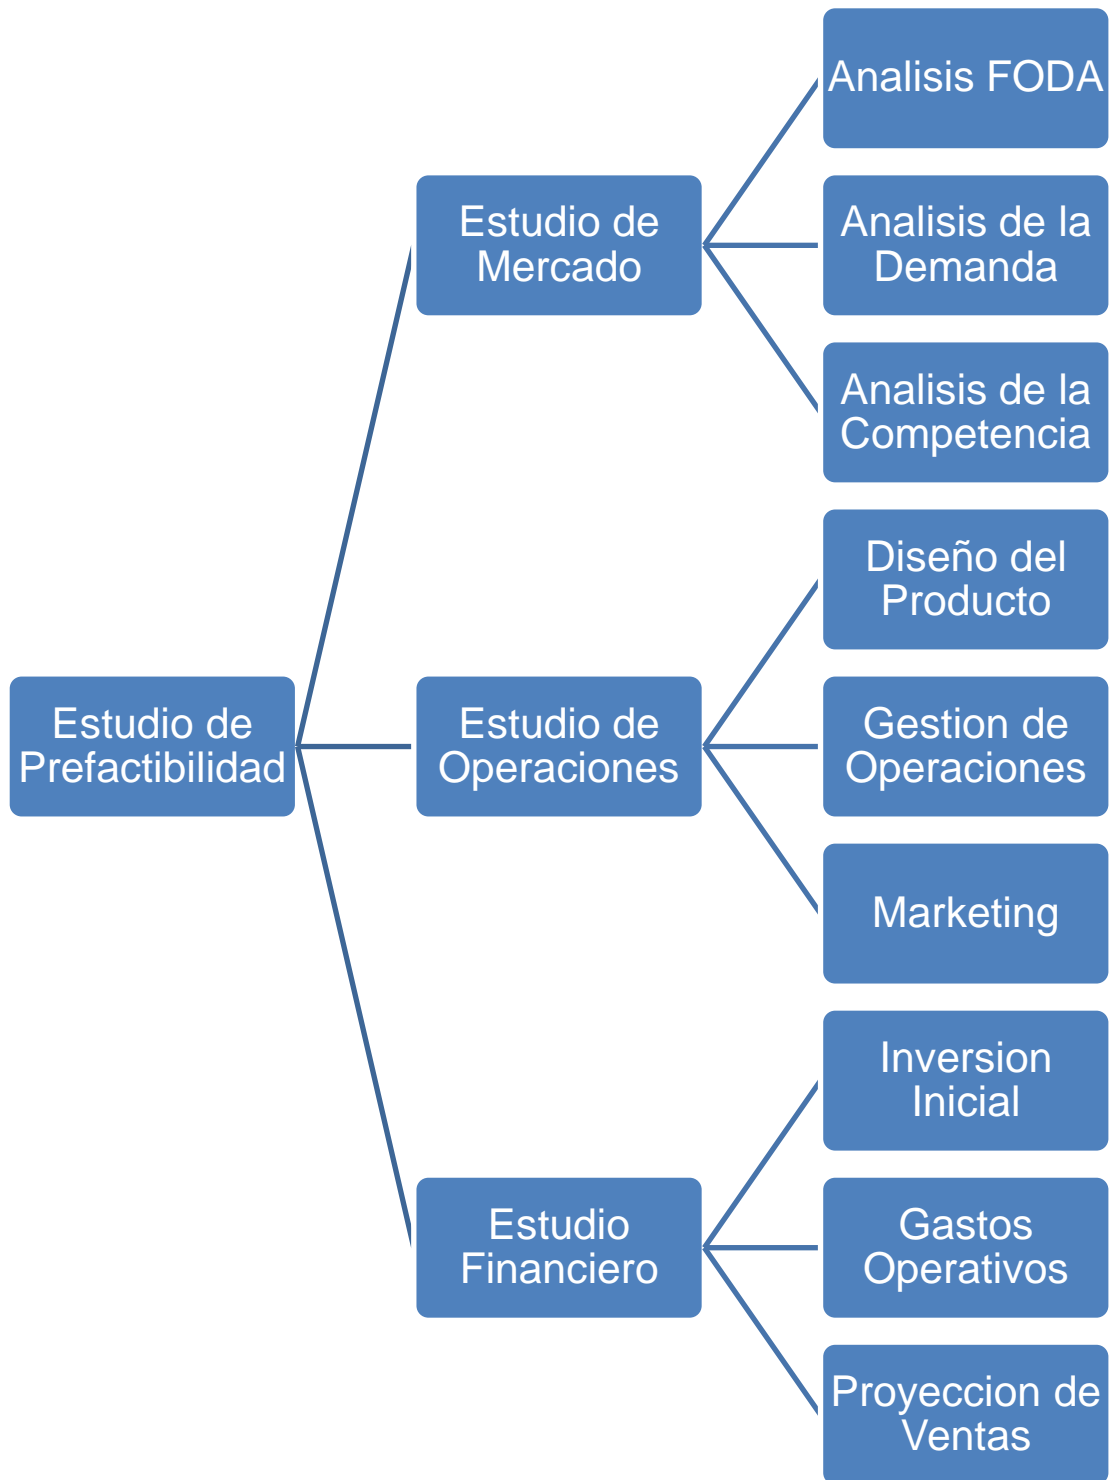 Analisis FODA
Estudio de
Mercado
Analisis de la
Demanda
Analisis de la
Competencia
Diseño del
Producto
Estudio de
Prefactibilidad
Estudio de
Operaciones
Gestion de
Operaciones
Marketing
Inversion
Inicial
Estudio
Financiero
Gastos
Operativos
Proyeccion de
Ventas